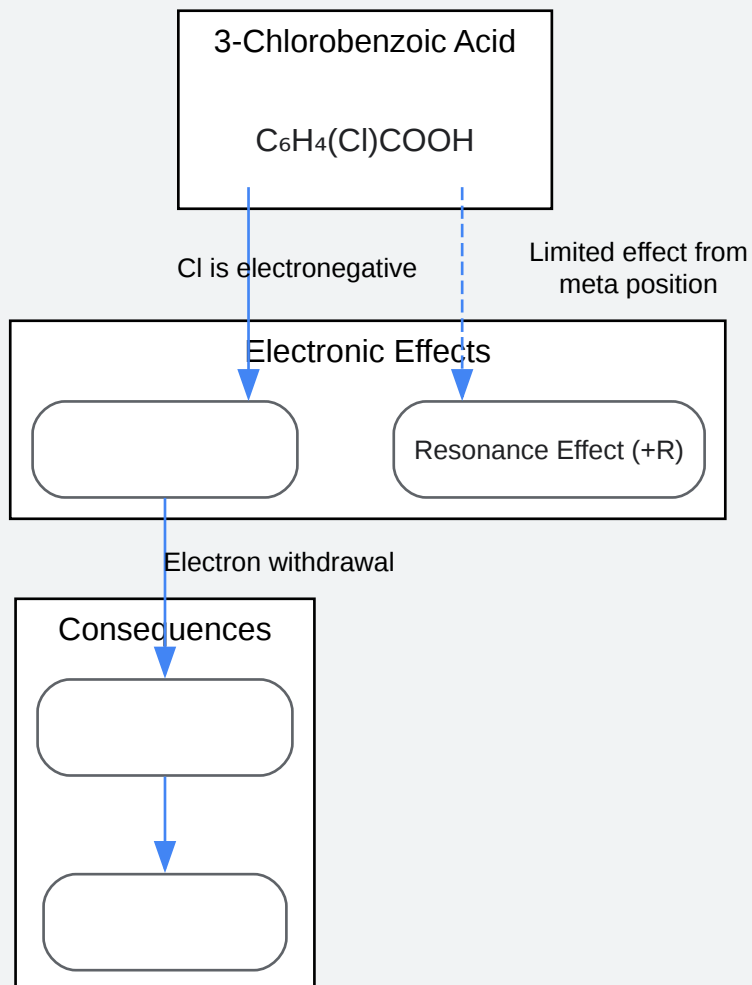 3-Chlorobenzoic Acid
C₆H₄(Cl)COOH
Cl is electronegative
Limited effect from
meta position
Electronic Effects
Resonance Effect (+R)
Electron withdrawal
Consequences